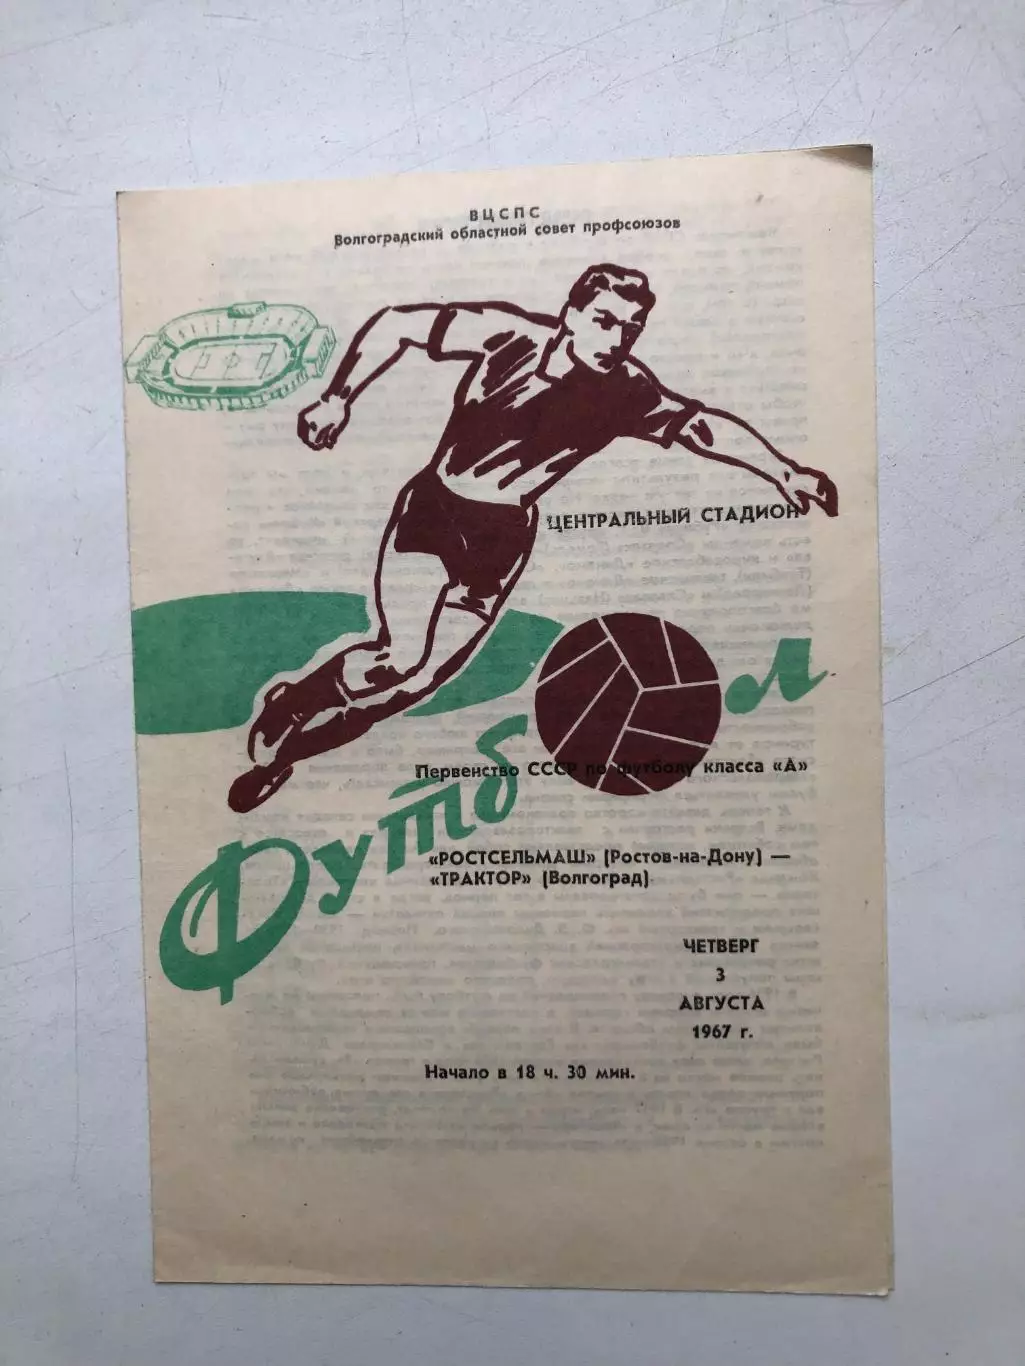 ВЦСПС
Волгоградский областной совет профсоюзов
ЦЕНТРАЛЬНЫЙ СТАДИОН
Футбол
Первенство СССР по футболу класса «А»
«РОСТСЕЛЬМАШ» (Ростов-на-Дону) —
«ТРАКТОР» (Волгоград)
ЧЕТВЕРГ
3
АВГУСТА
1967 г.
Начало в 18 ч. 30 мин.